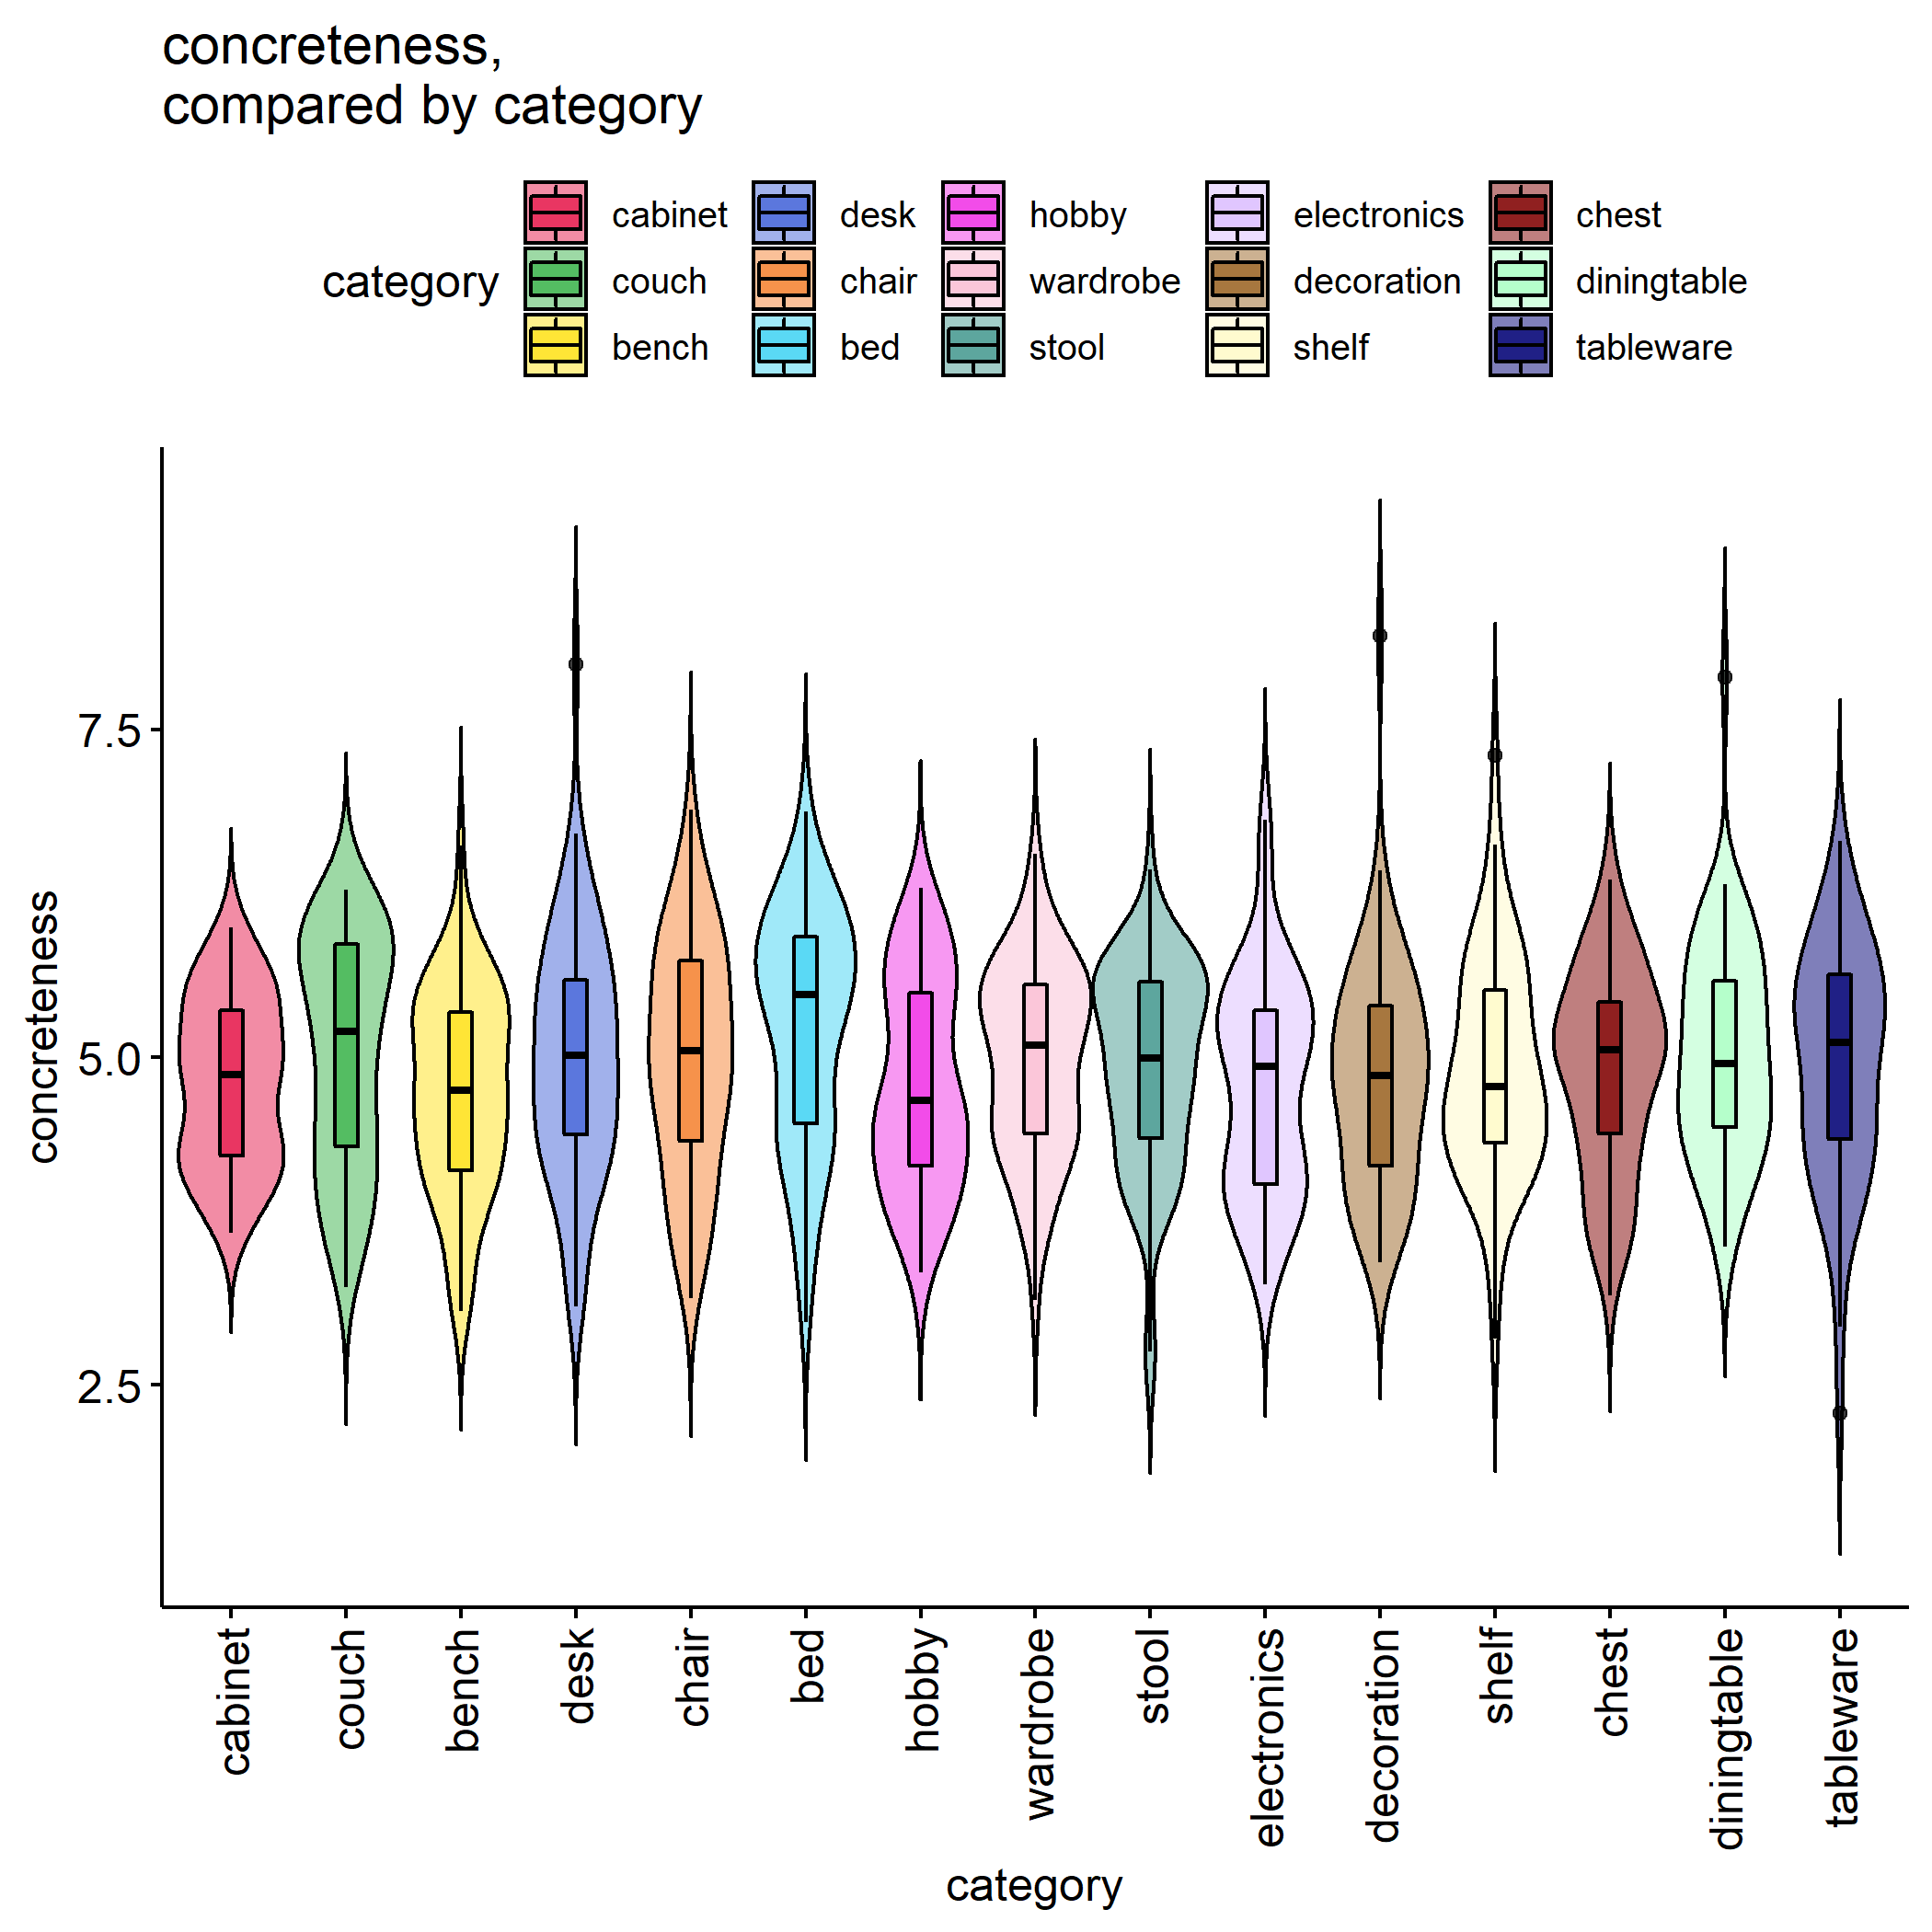 concreteness,
compared by category
category
cabinet
desk
hobby
electronics
chest
couch
chair
wardrobe
decoration
diningtable
bench
bed
stool
shelf
tableware
concreteness
7.5
5.0
2.5
cabinet
couch
bench
desk
chair
bed
hobby
wardrobe
stool
electronics
decoration
shelf
chest
diningtable
tableware
category